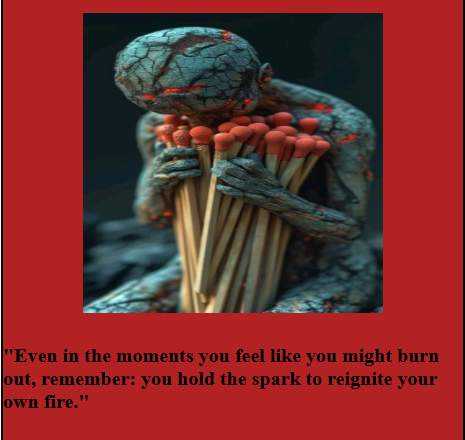 "Even in the moments you feel like you might burn
out, remember: you hold the spark to reignite your
own fire."